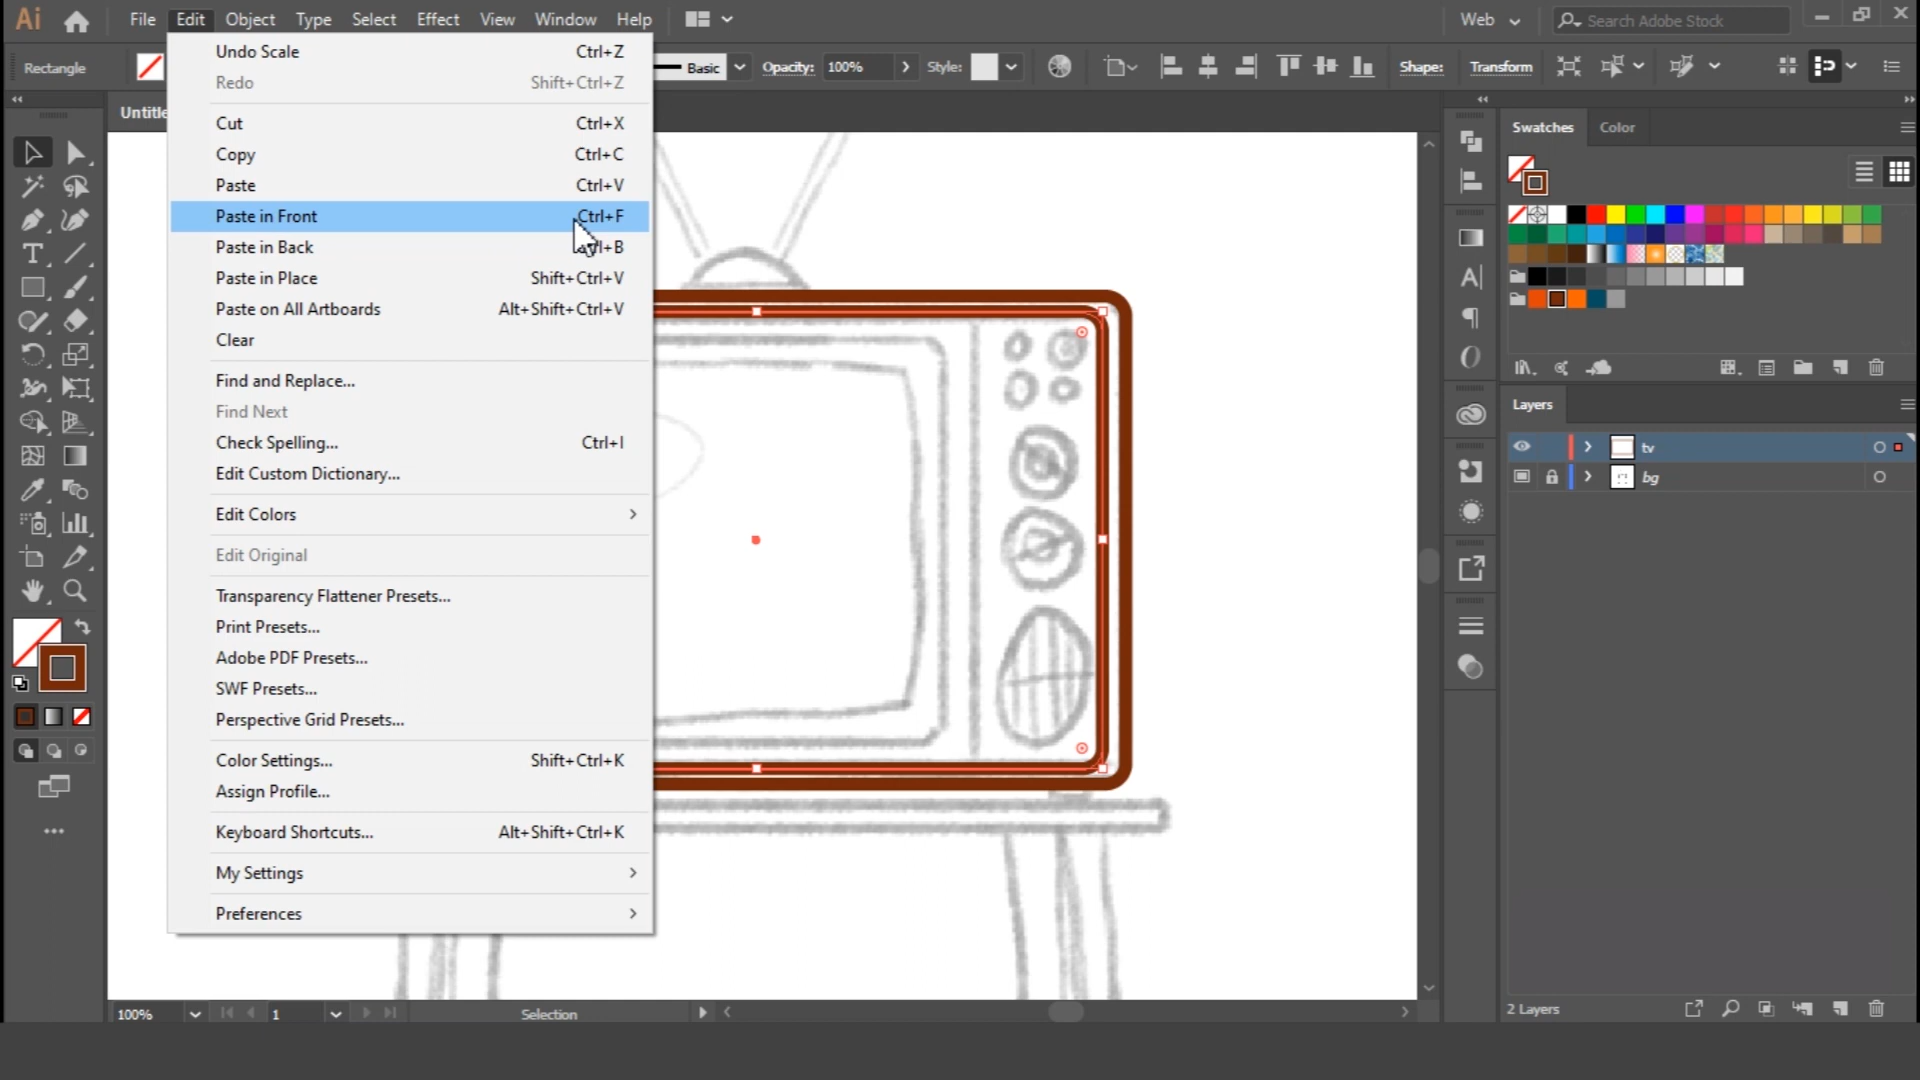 Ai File Edit Object Type Select Effect View Window Help Web Search Adobe Stock
Rectangle Basic Opacity: 100% Style: Shape: Transform
Undo Scale Ctrl+Z
Redo Shift+Ctrl+Z
Cut Ctrl+X
Copy Ctrl+C
Paste Ctrl+V
Paste in Front Ctrl+F
Paste in Back
Paste in Place Shift+Ctrl+V
Paste on All Artboards Alt+Shift+Ctrl+V
Clear
Find and Replace...
Find Next
Check Spelling... Ctrl+I
Edit Custom Dictionary...
Edit Colors
Edit Original
Transparency Flattener Presets...
Print Presets...
Adobe PDF Presets...
SWF Presets...
Perspective Grid Presets...
Color Settings... Shift+Ctrl+K
Assign Profile...
Keyboard Shortcuts... Alt+Shift+Ctrl+K
My Settings
Preferences
Swatches Color
Layers
tv
bg
100% 1 Selection
2 Layers